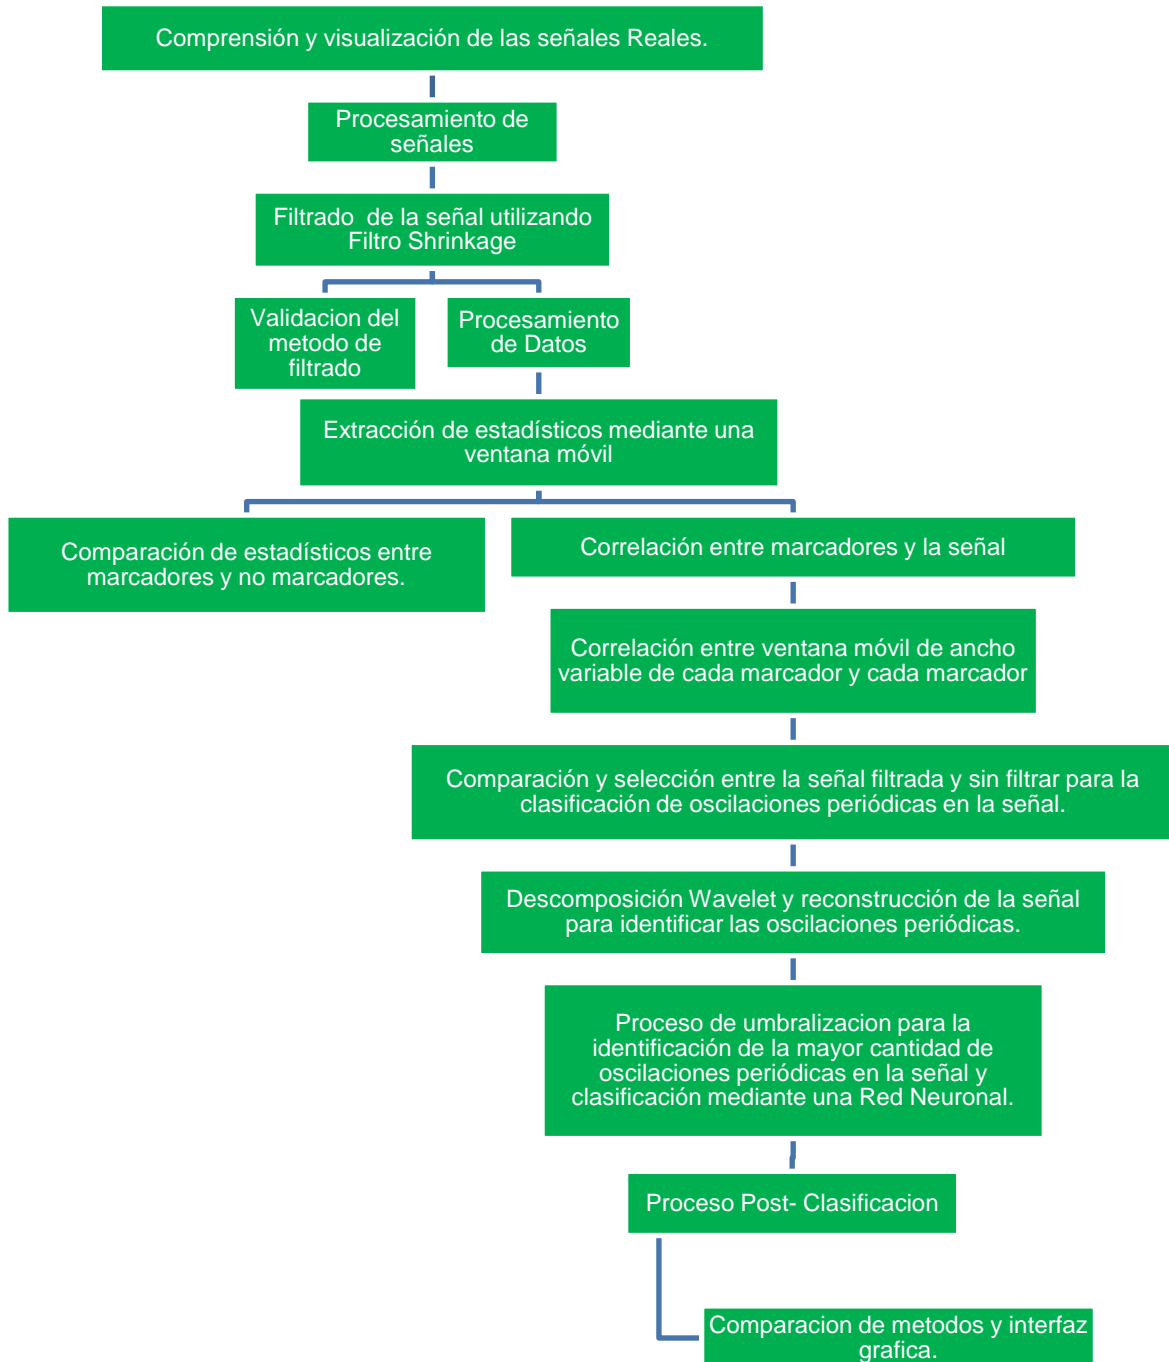 Comprensión y visualización de las señales Reales.
Procesamiento de
señales
Filtrado  de la señal utilizando
Filtro Shrinkage
Validacion del
metodo de
filtrado
Procesamiento
de Datos
Extracción de estadísticos mediante una
ventana móvil
Comparación de estadísticos entre
marcadores y no marcadores.
Correlación entre marcadores y la señal
Correlación entre ventana móvil de ancho
variable de cada marcador y cada marcador
Comparación y selección entre la señal filtrada y sin filtrar para la
clasificación de oscilaciones periódicas en la señal.
Descomposición Wavelet y reconstrucción de la señal
para identificar las oscilaciones periódicas.
Proceso de umbralizacion para la
identificación de la mayor cantidad de
oscilaciones periódicas en la señal y
clasificación mediante una Red Neuronal.
Proceso Post- Clasificacion
Comparacion de metodos y interfaz
grafica.